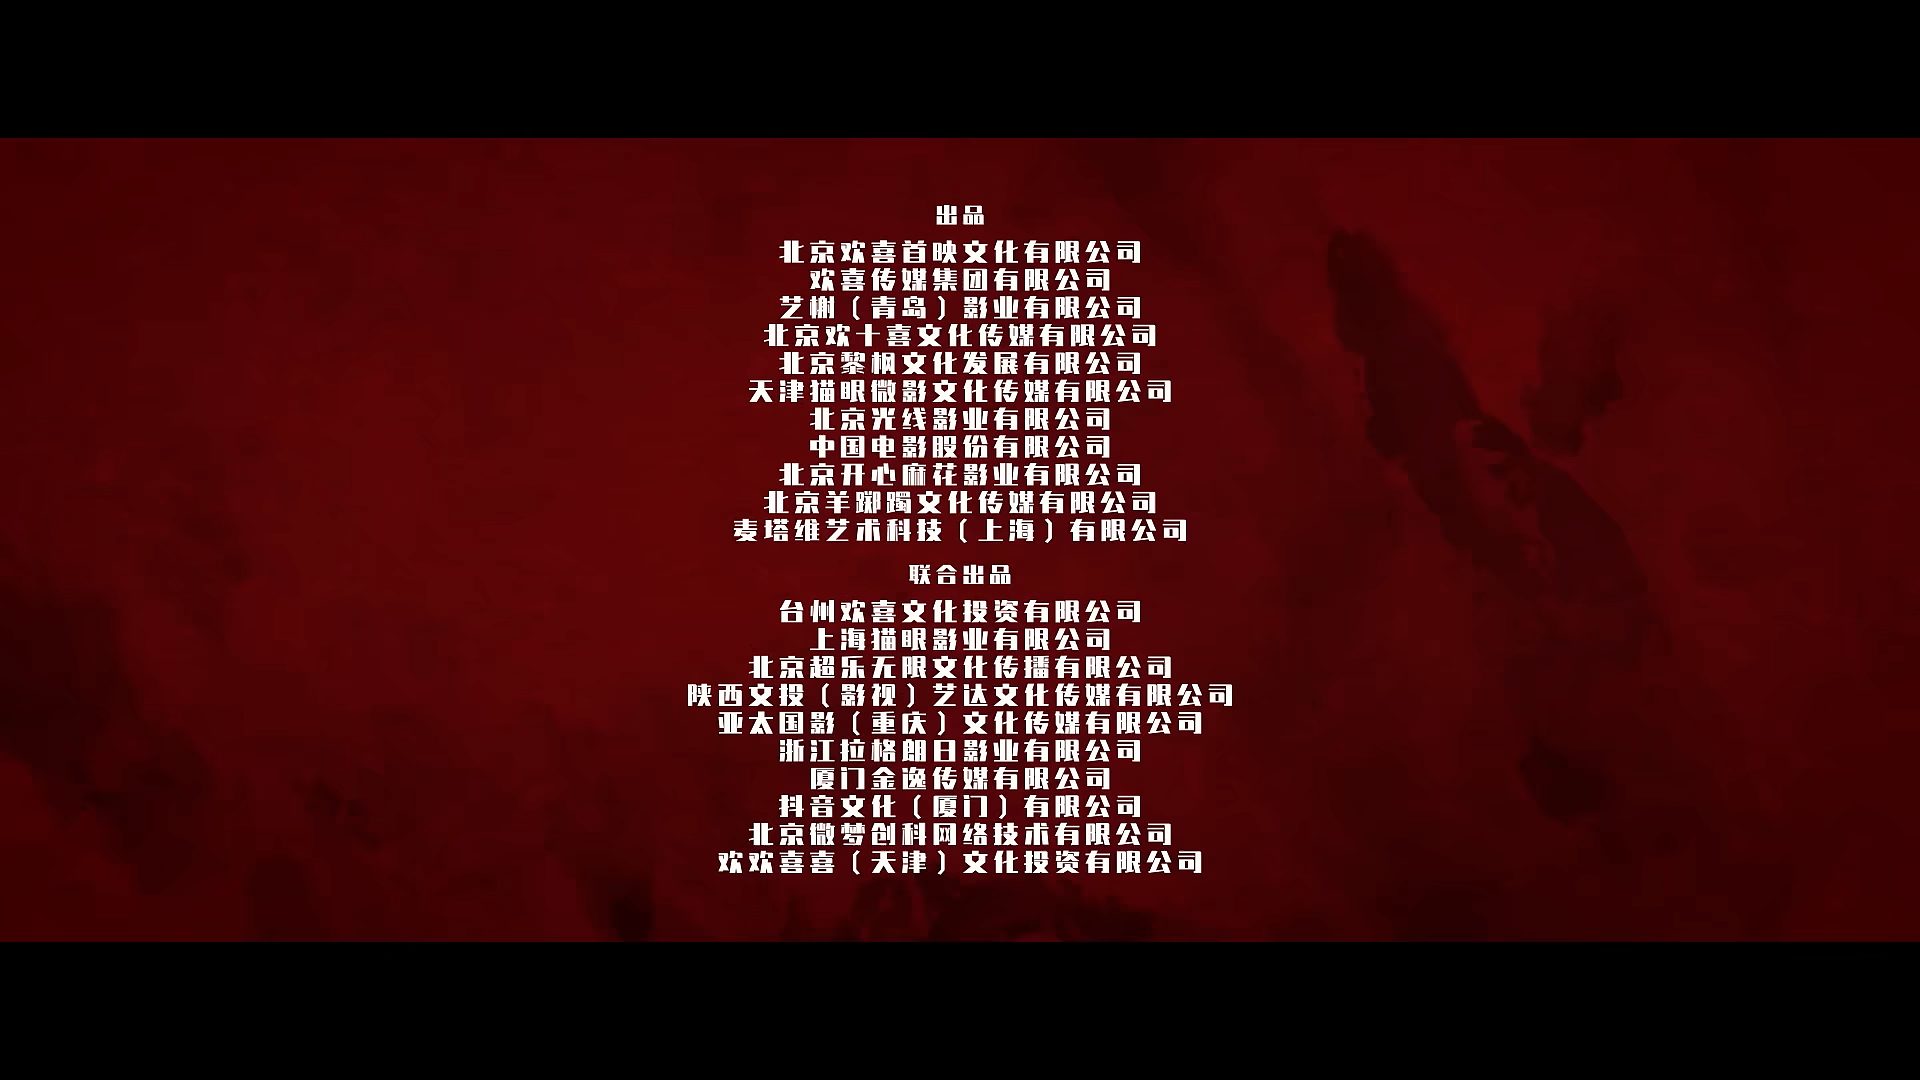 出品
北京欢喜首映文化有限公司
欢喜传媒集团有限公司
艺榭（青岛）影业有限公司
北京欢十喜文化传媒有限公司
北京黎枫文化发展有限公司
天津猫眼微影文化传媒有限公司
北京光线影业有限公司
中国电影股份有限公司
北京开心麻花影业有限公司
北京羊踯躅文化传媒有限公司
麦塔维艺术科技（上海）有限公司
联合出品
台州欢喜文化投资有限公司
上海猫眼影业有限公司
北京超乐无限文化传播有限公司
陕西文投（影视）艺达文化传媒有限公司
亚太国影（重庆）文化传媒有限公司
浙江拉格朗日影业有限公司
厦门金逸传媒有限公司
抖音文化（厦门）有限公司
北京微梦创科网络技术有限公司
欢欢喜喜（天津）文化投资有限公司